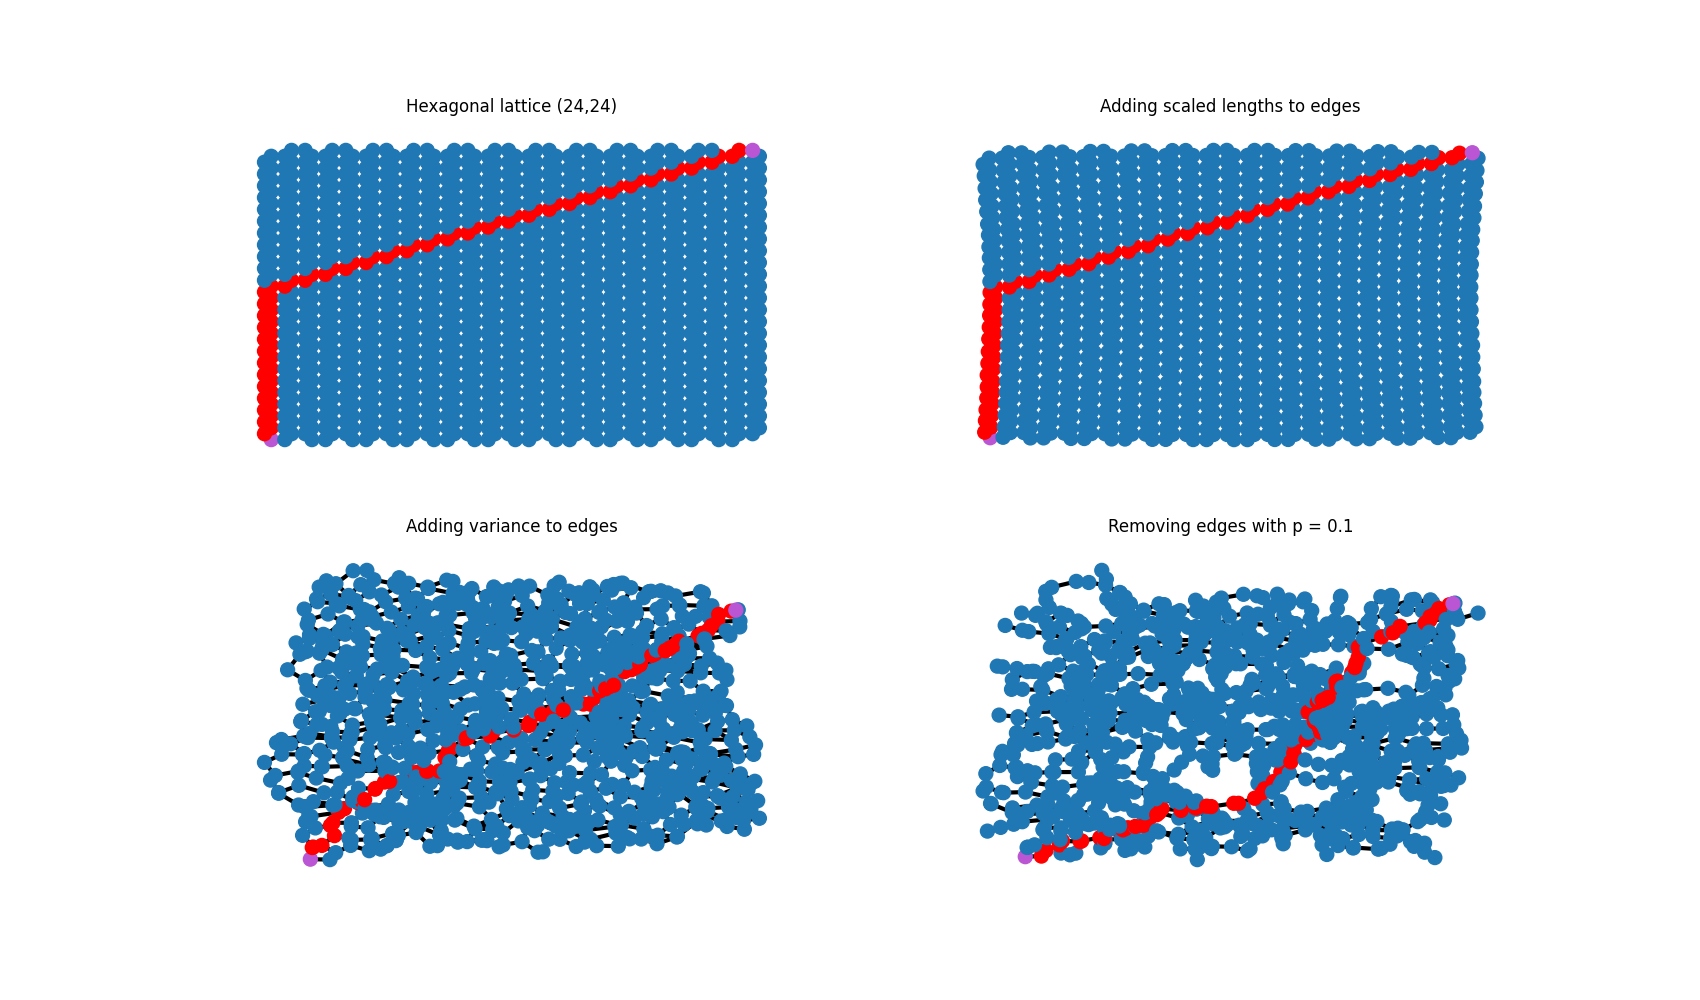 Hexagonal lattice (24,24)
Adding scaled lengths to edges
Adding variance to edges
Removing edges with p = 0.1